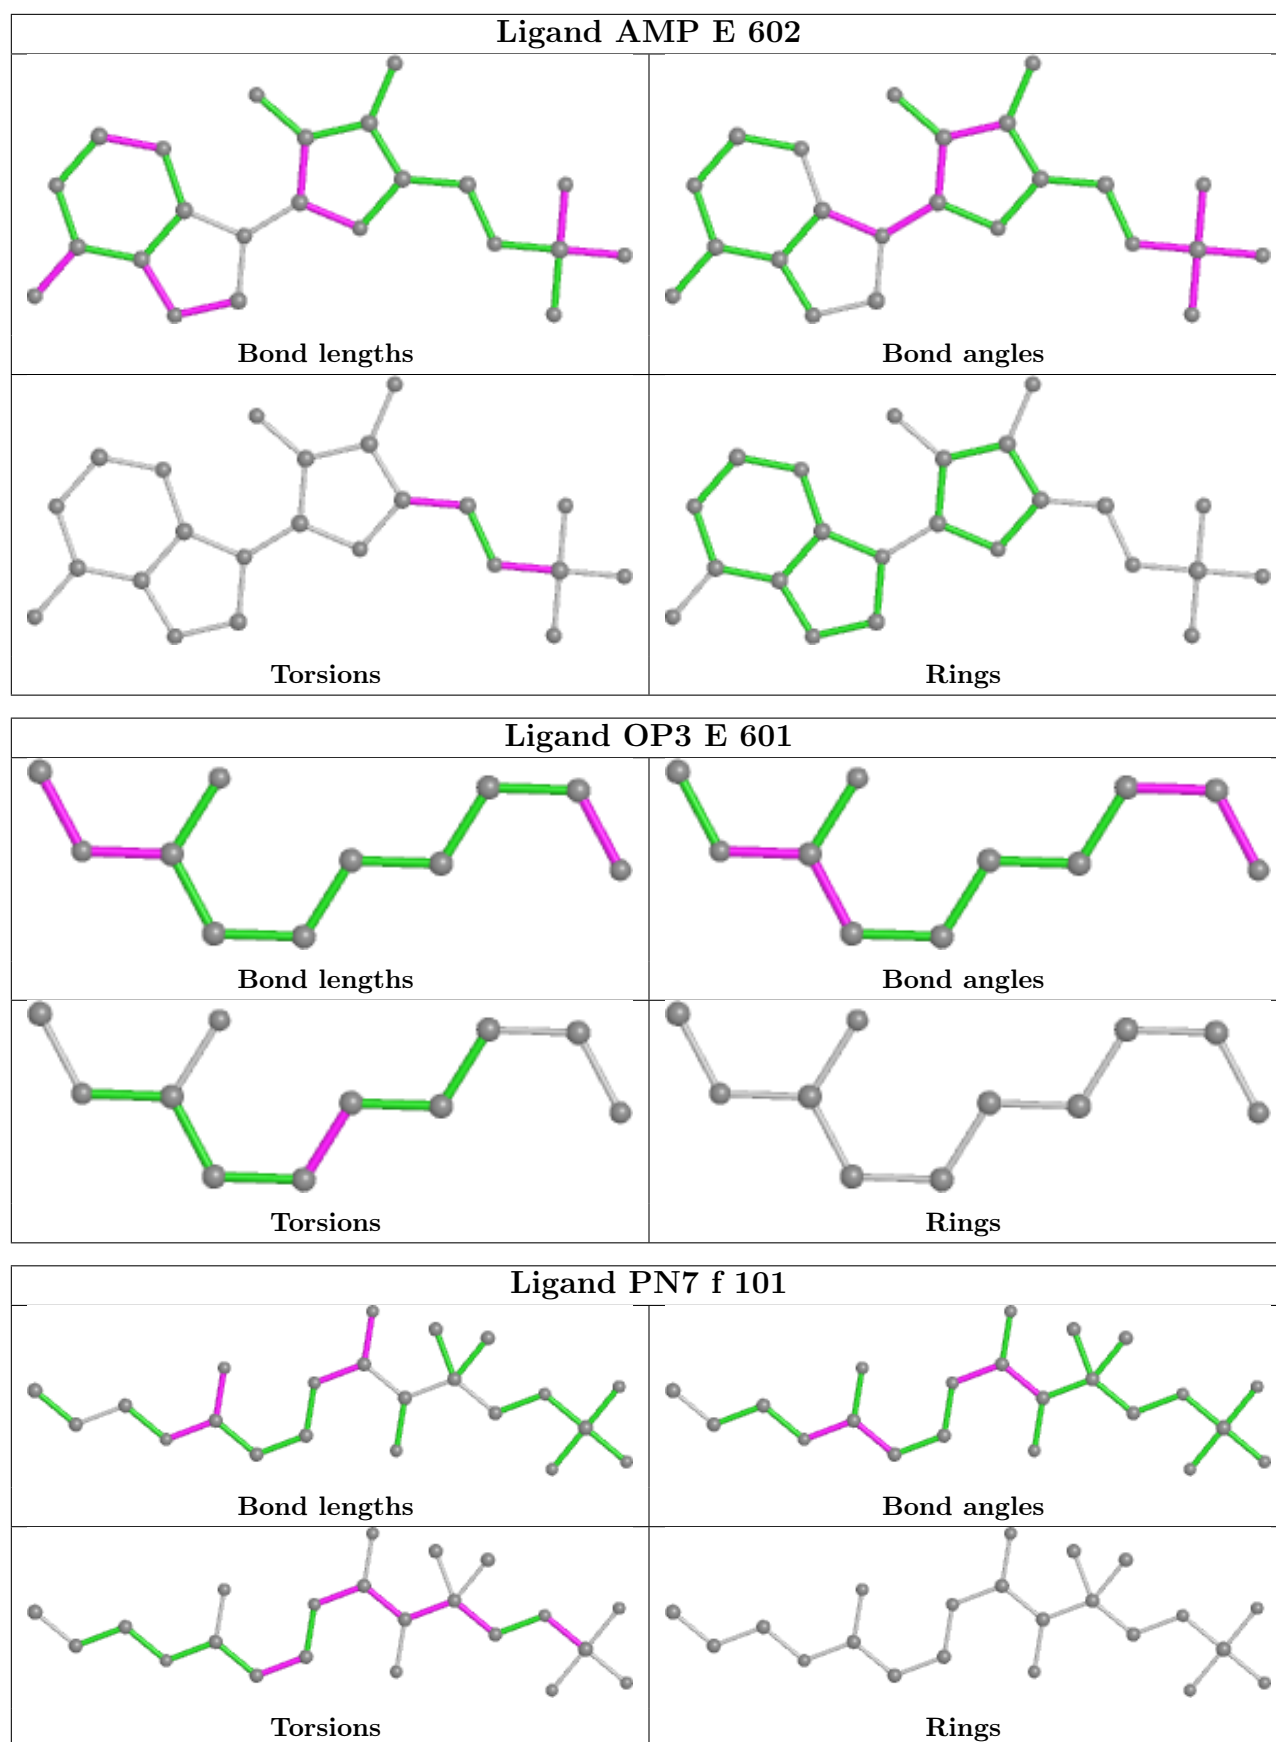 Ligand AMP E 602
Bond lengths
Bond angles
Torsions
Rings
Ligand OP3 E 601
Bond lengths
Bond angles
Torsions
Rings
Ligand PN7 f 101
Bond lengths
Bond angles
Torsions
Rings